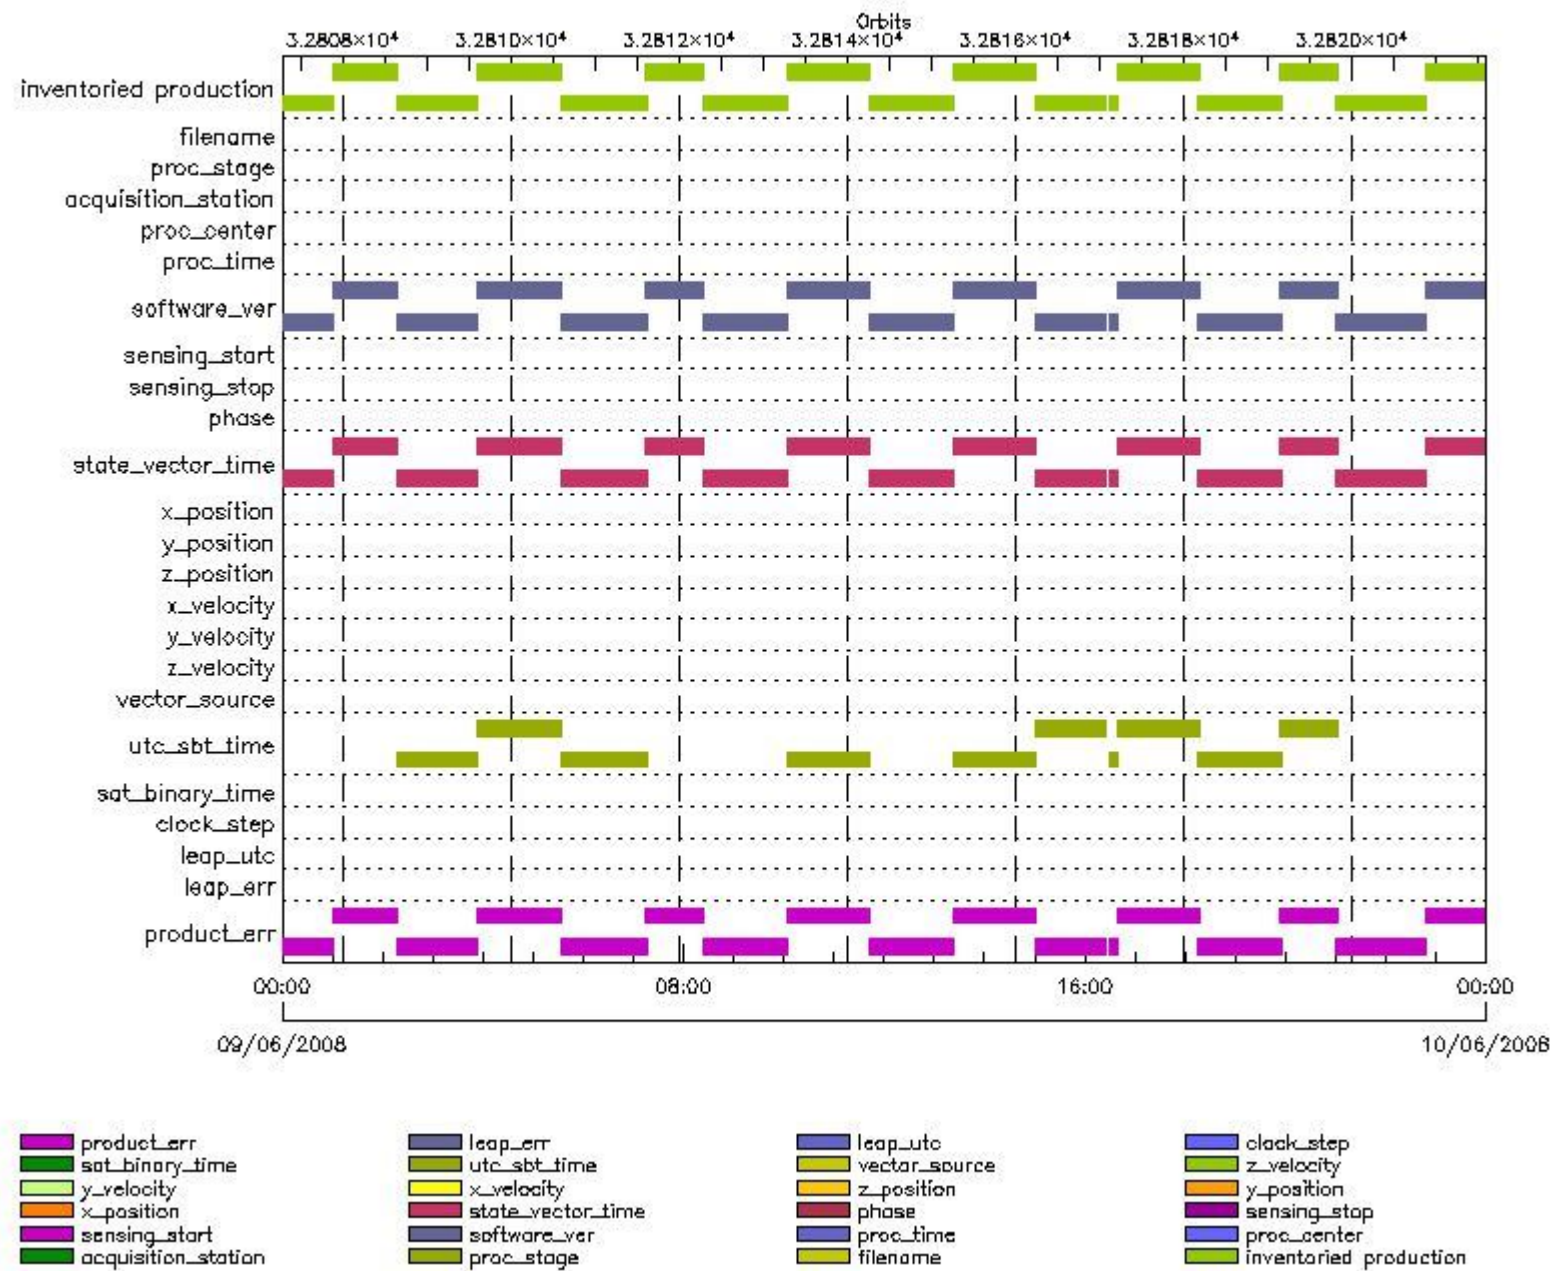 Orbits
3.2808×10⁴ 3.2810×10⁴ 3.2812×10⁴ 3.2814×10⁴ 3.2816×10⁴ 3.2818×10⁴ 3.2820×10⁴
inventoried production
filename
proc_stage
acquisition_station
proc_center
proc_time
software_ver
sensing_start
sensing_stop
phase
state_vector_time
x_position
y_position
z_position
x_velocity
y_velocity
z_velocity
vector_source
utc_sbt_time
sat_binary_time
clock_step
leap_utc
leap_err
product_err
00:00 08:00 16:00 00:00
09/06/2008 10/06/2008
product_err leap_err leap_utc clock_step
sat_binary_time utc_sbt_time vector_source z_velocity
y_velocity x_velocity z_position y_position
x_position state_vector_time phase sensing_stop
sensing_start software_ver proc_time proc_center
acquisition_station proc_stage filename inventoried production